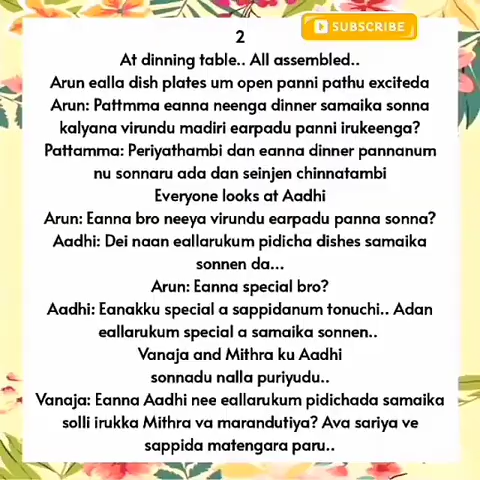 SUBSCRIBE
2
At dinning table.. All assembled..
Arun ealla dish plates um open panni pathu exciteda
Arun: Pattmma eanna neenga dinner samaika sonna
kalyana virundu madiri earpadu panni irukeenga?
Pattamma: Periyathambi dan eanna dinner pannanum
nu sonnaru ada dan seinjen chinnatambi
Everyone looks at Aadhi
Arun: Eanna bro neeya virundu earpadu panna sonna?
Aadhi: Dei naan eallarukum pidicha dishes samaika
sonnen da...
Arun: Eanna special bro?
Aadhi: Eanakku special a sappidanum tonuchi.. Adan
eallarukum special a samaika sonnen..
Vanaja and Mithra ku Aadhi
sonnadu nalla puriyudu..
Vanaja: Eanna Aadhi nee eallarukum pidichada samaika
solli irukka Mithra va marandutiya? Ava sariya ve
sappida matengara paru..